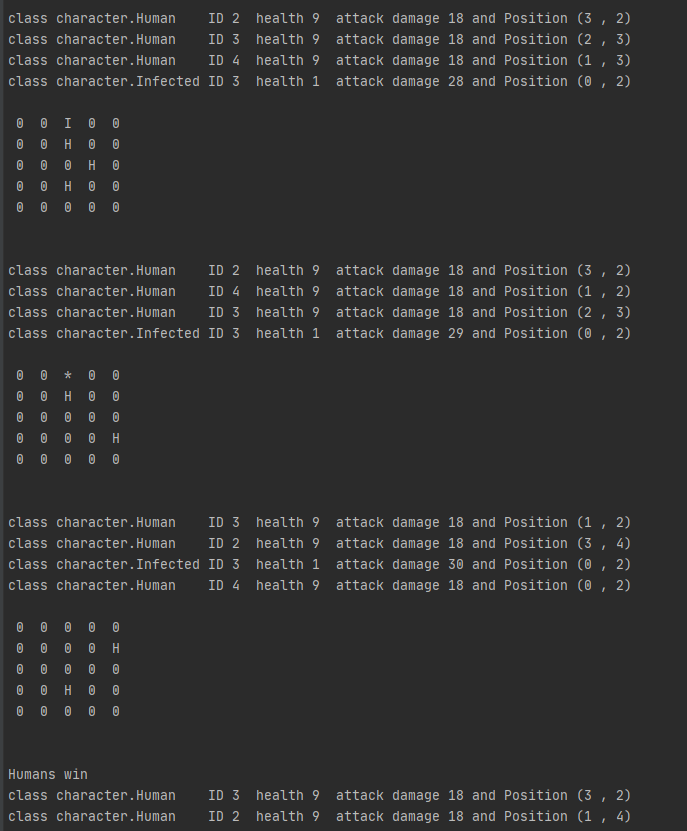 class character.Human    ID 2  health 9  attack damage 18 and Position (3 , 2)
class character.Human    ID 3  health 9  attack damage 18 and Position (2 , 3)
class character.Human    ID 4  health 9  attack damage 18 and Position (1 , 3)
class character.Infected ID 3  health 1  attack damage 28 and Position (0 , 2)
0  0  I  0  0
0  0  H  0  0
0  0  0  H  0
0  0  H  0  0
0  0  0  0  0
class character.Human    ID 2  health 9  attack damage 18 and Position (3 , 2)
class character.Human    ID 4  health 9  attack damage 18 and Position (1 , 2)
class character.Human    ID 3  health 9  attack damage 18 and Position (2 , 3)
class character.Infected ID 3  health 1  attack damage 29 and Position (0 , 2)
0  0  *  0  0
0  0  H  0  0
0  0  0  0  0
0  0  0  0  H
0  0  0  0  0
class character.Human    ID 3  health 9  attack damage 18 and Position (1 , 2)
class character.Human    ID 2  health 9  attack damage 18 and Position (3 , 4)
class character.Infected ID 3  health 1  attack damage 30 and Position (0 , 2)
class character.Human    ID 4  health 9  attack damage 18 and Position (0 , 2)
0  0  0  0  0
0  0  0  0  H
0  0  0  0  0
0  0  H  0  0
0  0  0  0  0
Humans win
class character.Human    ID 3  health 9  attack damage 18 and Position (3 , 2)
class character.Human    ID 2  health 9  attack damage 18 and Position (1 , 4)